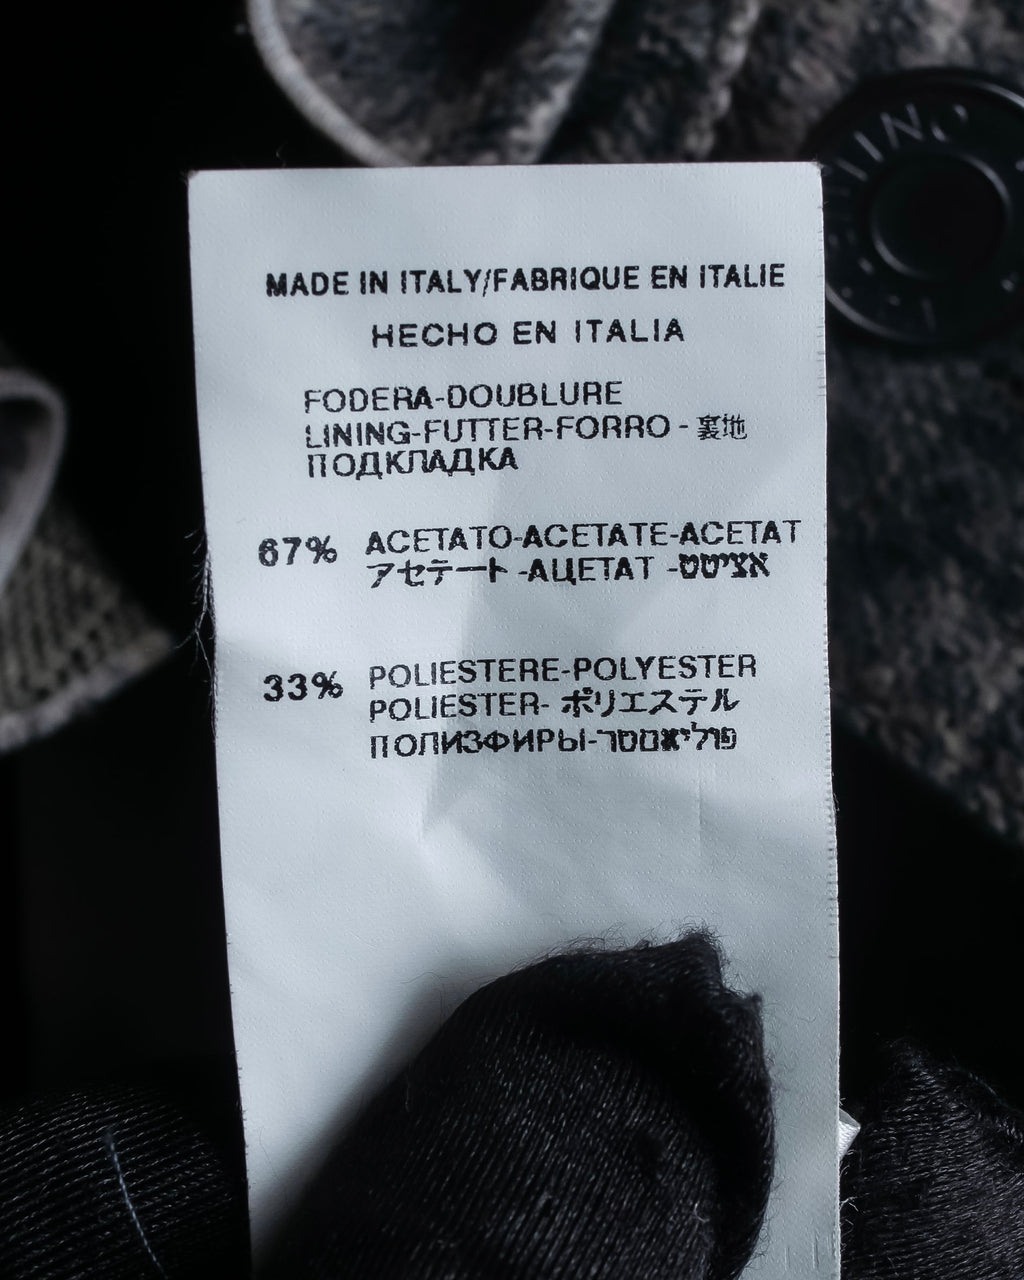 MADE IN ITALY/FABRIQUE EN ITALIE
HECHO EN ITALIA
FODERA-DOUBLURE
LINING-FUTTER-FORRO - 裏地
ПОДКЛАДКА
67% ACETATO-ACETATE-ACETAT
アセテート -АЦЕТАТ -אציטט
33% POLIESTERE-POLYESTER
POLIESTER- ポリエステル
ПОЛИЭФИРЫ-פוליאסטר